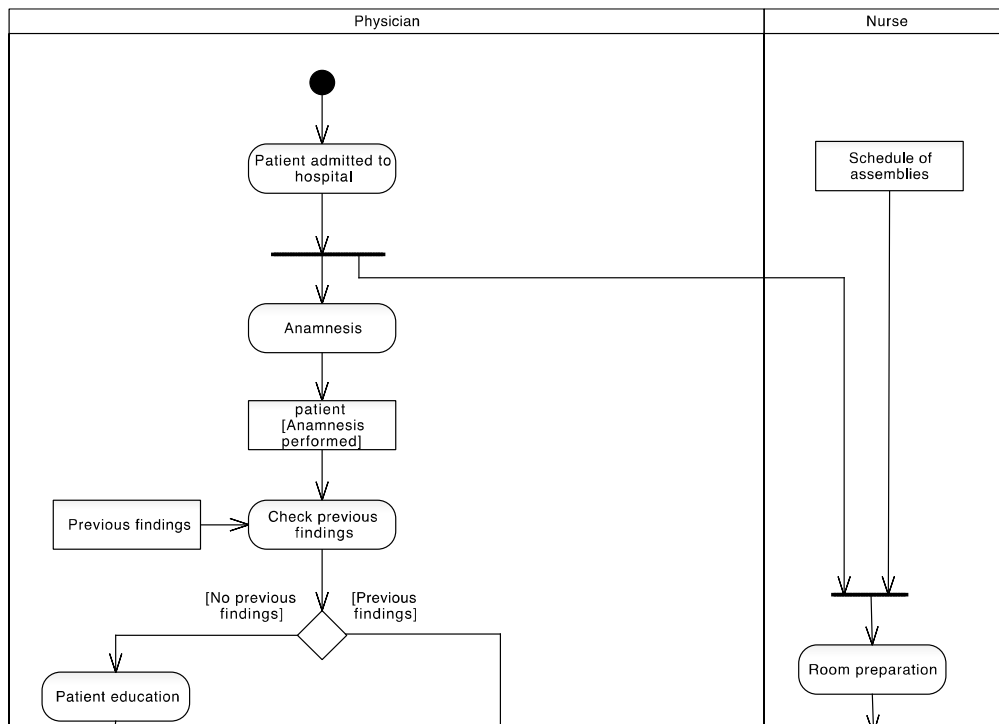 Physician
Nurse
Patient admitted to
hospital
Schedule of
assemblies
Anamnesis
patient
[Anamnesis
performed]
Previous findings
Check previous
findings
[No previous
findings]
[Previous
findings]
Patient education
Room preparation